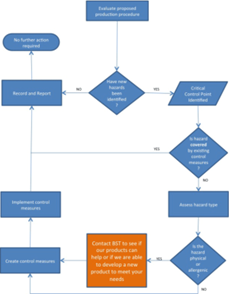 Evaluate proposed
production procedure
No further action
required
Record and Report
NO
Have new
hazards
been
identified
?
YES
Critical
Control Point
Identified
Is hazard
covered
by existing
control
measures
?
YES
NO
Implement control
measures
Assess hazard type
Create control measures
Contact BST to see if
our products can
help or if we are able
to develop a new
product to meet your
needs
YES
Is the
hazard
physical
or
allergenic
?
NO